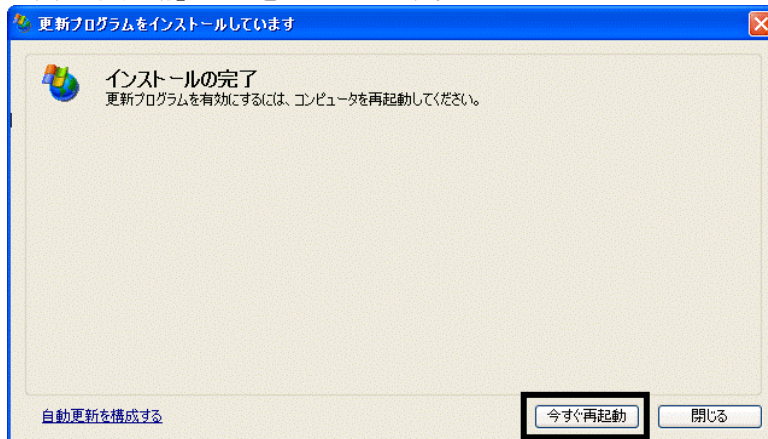 更新プログラムをインストールしています
インストールの完了
更新プログラムを有効にするには、コンピュータを再起動してください。
自動更新を構成する
今すぐ再起動
閉じる